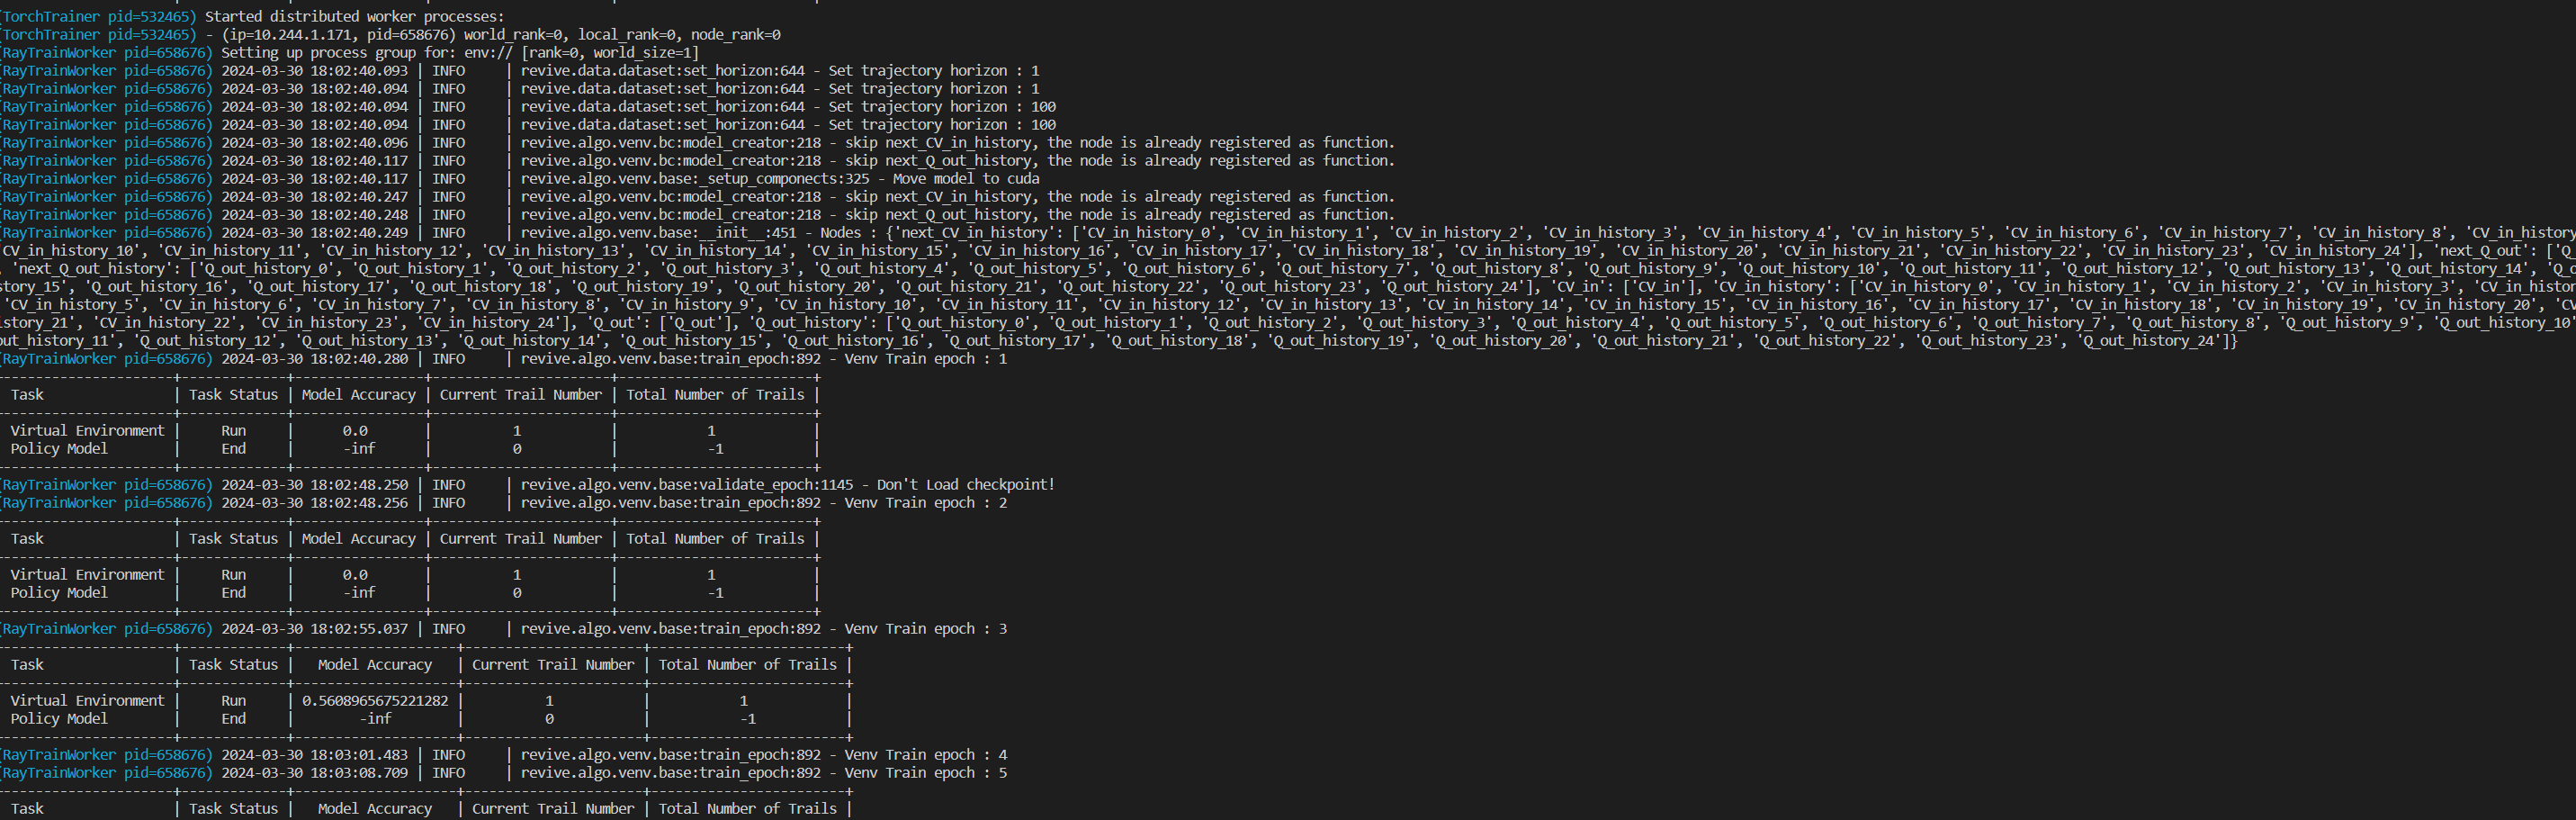 (TorchTrainer pid=532465) Started distributed worker processes:
(TorchTrainer pid=532465) - (ip=10.244.1.171, pid=658676) world_rank=0, local_rank=0, node_rank=0
(RayTrainWorker pid=658676) Setting up process group for: env:// [rank=0, world_size=1]
(RayTrainWorker pid=658676) 2024-03-30 18:02:40.093 | INFO     | revive.data.dataset:set_horizon:644 - Set trajectory horizon : 1
(RayTrainWorker pid=658676) 2024-03-30 18:02:40.094 | INFO     | revive.data.dataset:set_horizon:644 - Set trajectory horizon : 1
(RayTrainWorker pid=658676) 2024-03-30 18:02:40.094 | INFO     | revive.data.dataset:set_horizon:644 - Set trajectory horizon : 100
(RayTrainWorker pid=658676) 2024-03-30 18:02:40.094 | INFO     | revive.data.dataset:set_horizon:644 - Set trajectory horizon : 100
(RayTrainWorker pid=658676) 2024-03-30 18:02:40.096 | INFO     | revive.algo.venv.bc:model_creator:218 - skip next_CV_in_history, the node is already registered as function.
(RayTrainWorker pid=658676) 2024-03-30 18:02:40.117 | INFO     | revive.algo.venv.bc:model_creator:218 - skip next_Q_out_history, the node is already registered as function.
(RayTrainWorker pid=658676) 2024-03-30 18:02:40.117 | INFO     | revive.algo.venv.base:_setup_componects:325 - Move model to cuda
(RayTrainWorker pid=658676) 2024-03-30 18:02:40.247 | INFO     | revive.algo.venv.bc:model_creator:218 - skip next_CV_in_history, the node is already registered as function.
(RayTrainWorker pid=658676) 2024-03-30 18:02:40.248 | INFO     | revive.algo.venv.bc:model_creator:218 - skip next_Q_out_history, the node is already registered as function.
(RayTrainWorker pid=658676) 2024-03-30 18:02:40.249 | INFO     | revive.algo.venv.base:__init__:451 - Nodes : {'next_CV_in_history': ['CV_in_history_0', 'CV_in_history_1', 'CV_in_history_2', 'CV_in_history_3', 'CV_in_history_4', 'CV_in_history_5', 'CV_in_history_6', 'CV_in_history_7', 'CV_in_history_8', 'CV_in_history
'CV_in_history_10', 'CV_in_history_11', 'CV_in_history_12', 'CV_in_history_13', 'CV_in_history_14', 'CV_in_history_15', 'CV_in_history_16', 'CV_in_history_17', 'CV_in_history_18', 'CV_in_history_19', 'CV_in_history_20', 'CV_in_history_21', 'CV_in_history_22', 'CV_in_history_23', 'CV_in_history_24'], 'next_Q_out': ['Q_
, 'next_Q_out_history': ['Q_out_history_0', 'Q_out_history_1', 'Q_out_history_2', 'Q_out_history_3', 'Q_out_history_4', 'Q_out_history_5', 'Q_out_history_6', 'Q_out_history_7', 'Q_out_history_8', 'Q_out_history_9', 'Q_out_history_10', 'Q_out_history_11', 'Q_out_history_12', 'Q_out_history_13', 'Q_out_history_14', 'Q_o
story_15', 'Q_out_history_16', 'Q_out_history_17', 'Q_out_history_18', 'Q_out_history_19', 'Q_out_history_20', 'Q_out_history_21', 'Q_out_history_22', 'Q_out_history_23', 'Q_out_history_24'], 'CV_in': ['CV_in'], 'CV_in_history': ['CV_in_history_0', 'CV_in_history_1', 'CV_in_history_2', 'CV_in_history_3', 'CV_in_histor
'CV_in_history_5', 'CV_in_history_6', 'CV_in_history_7', 'CV_in_history_8', 'CV_in_history_9', 'CV_in_history_10', 'CV_in_history_11', 'CV_in_history_12', 'CV_in_history_13', 'CV_in_history_14', 'CV_in_history_15', 'CV_in_history_16', 'CV_in_history_17', 'CV_in_history_18', 'CV_in_history_19', 'CV_in_history_20', 'CV
istory_21', 'CV_in_history_22', 'CV_in_history_23', 'CV_in_history_24'], 'Q_out': ['Q_out'], 'Q_out_history': ['Q_out_history_0', 'Q_out_history_1', 'Q_out_history_2', 'Q_out_history_3', 'Q_out_history_4', 'Q_out_history_5', 'Q_out_history_6', 'Q_out_history_7', 'Q_out_history_8', 'Q_out_history_9', 'Q_out_history_10'
out_history_11', 'Q_out_history_12', 'Q_out_history_13', 'Q_out_history_14', 'Q_out_history_15', 'Q_out_history_16', 'Q_out_history_17', 'Q_out_history_18', 'Q_out_history_19', 'Q_out_history_20', 'Q_out_history_21', 'Q_out_history_22', 'Q_out_history_23', 'Q_out_history_24']}
(RayTrainWorker pid=658676) 2024-03-30 18:02:40.280 | INFO     | revive.algo.venv.base:train_epoch:892 - Venv Train epoch : 1
Task | Task Status | Model Accuracy | Current Trail Number | Total Number of Trails |
Virtual Environment | Run | 0.0 | 1 | 1 |
Policy Model | End | -inf | 0 | -1 |
(RayTrainWorker pid=658676) 2024-03-30 18:02:48.250 | INFO     | revive.algo.venv.base:validate_epoch:1145 - Don't Load checkpoint!
(RayTrainWorker pid=658676) 2024-03-30 18:02:48.256 | INFO     | revive.algo.venv.base:train_epoch:892 - Venv Train epoch : 2
Task | Task Status | Model Accuracy | Current Trail Number | Total Number of Trails |
Virtual Environment | Run | 0.0 | 1 | 1 |
Policy Model | End | -inf | 0 | -1 |
(RayTrainWorker pid=658676) 2024-03-30 18:02:55.037 | INFO     | revive.algo.venv.base:train_epoch:892 - Venv Train epoch : 3
Task | Task Status | Model Accuracy | Current Trail Number | Total Number of Trails |
Virtual Environment | Run | 0.5608965675221282 | 1 | 1 |
Policy Model | End | -inf | 0 | -1 |
(RayTrainWorker pid=658676) 2024-03-30 18:03:01.483 | INFO     | revive.algo.venv.base:train_epoch:892 - Venv Train epoch : 4
(RayTrainWorker pid=658676) 2024-03-30 18:03:08.709 | INFO     | revive.algo.venv.base:train_epoch:892 - Venv Train epoch : 5
Task | Task Status | Model Accuracy | Current Trail Number | Total Number of Trails |